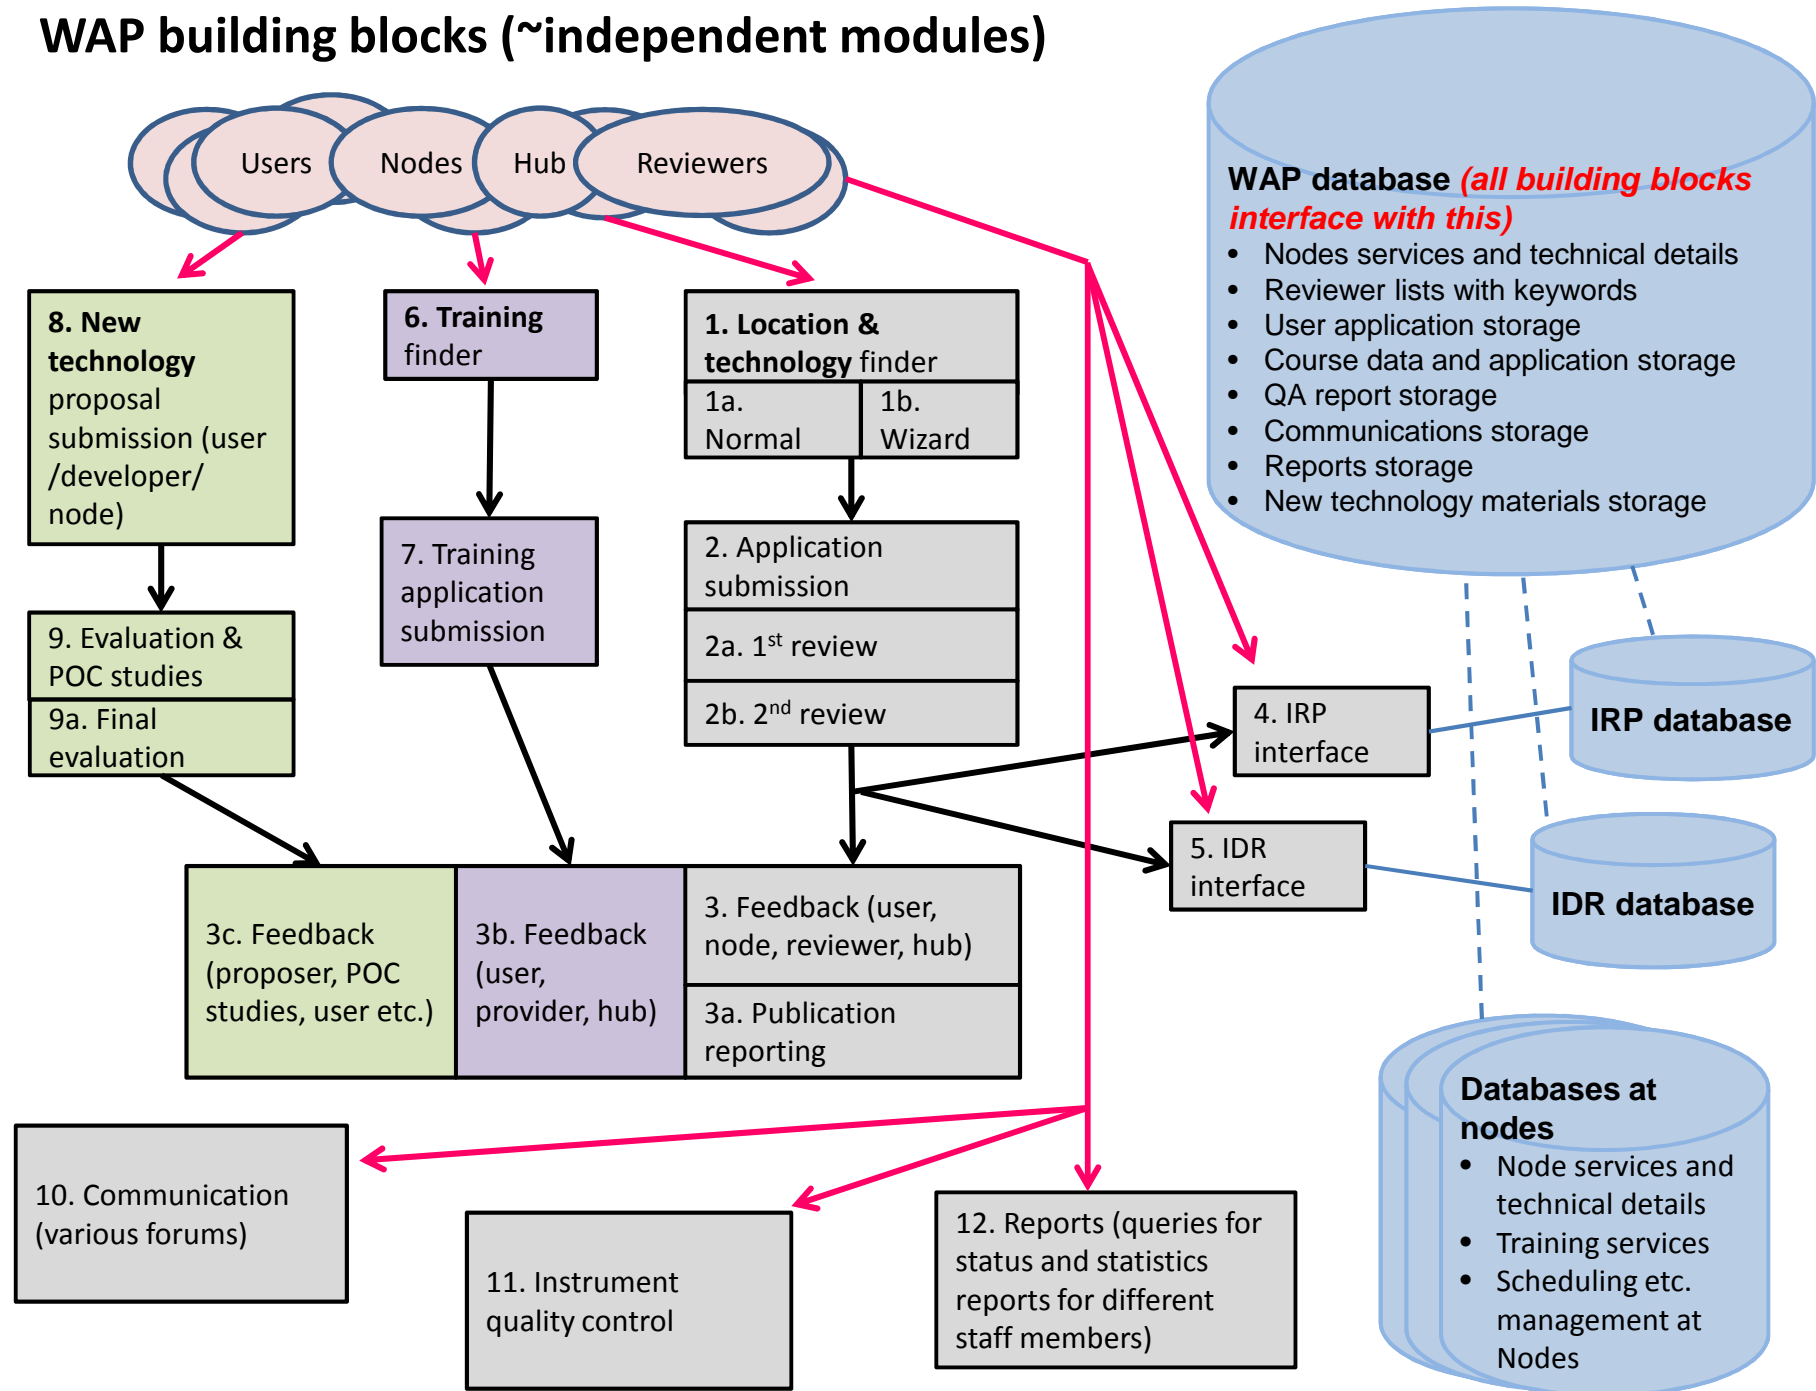 WAP building blocks (~independent modules)
Users
Nodes
Hub
Reviewers
WAP database (all building blocks
interface with this)
• Nodes services and technical details
• Reviewer lists with keywords
• User application storage
• Course data and application storage
• QA report storage
• Communications storage
• Reports storage
• New technology materials storage
8. New
technology
proposal
submission (user
/developer/
node)
6. Training
finder
1. Location &
technology finder
1a.
Normal
1b.
Wizard
7. Training
application
submission
2. Application
submission
2a. 1st review
2b. 2nd review
9. Evaluation &
POC studies
9a. Final
evaluation
4. IRP
interface
IRP database
5. IDR
interface
IDR database
3c. Feedback
(proposer, POC
studies, user etc.)
3b. Feedback
(user,
provider, hub)
3. Feedback (user,
node, reviewer, hub)
3a. Publication
reporting
Databases at
nodes
• Node services and
technical details
• Training services
• Scheduling etc.
management at
Nodes
10. Communication
(various forums)
11. Instrument
quality control
12. Reports (queries for
status and statistics
reports for different
staff members)